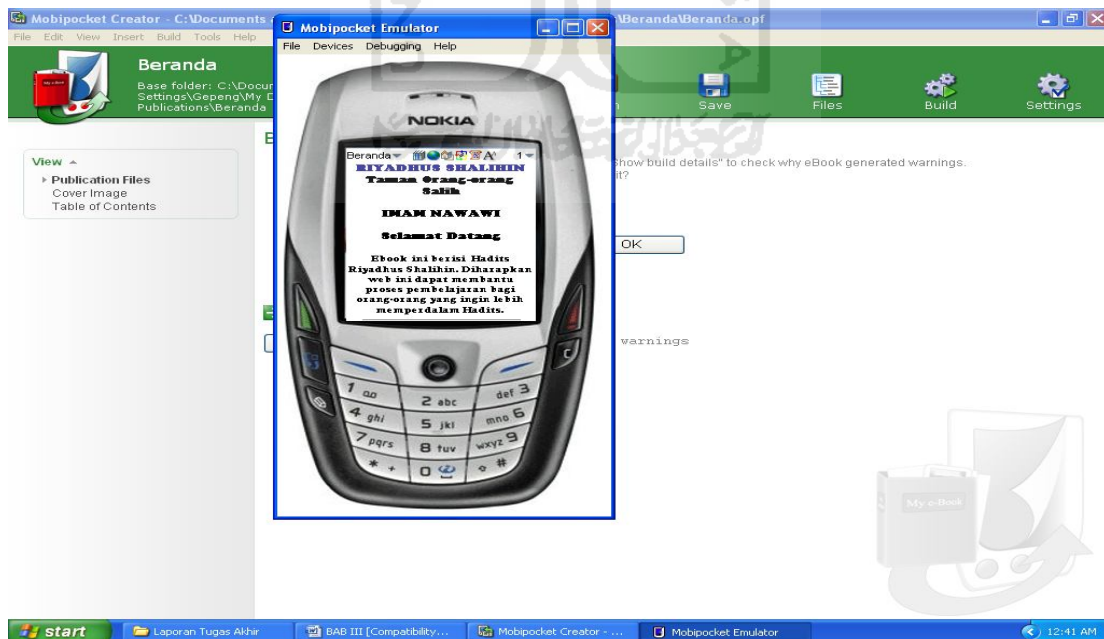 Mobipocket Creator - C:\Documents
\Beranda\Beranda.opf
File Edit View Insert Build Tools Help
Beranda
Base folder: C:\Docum
Settings\Gepeng\My D
Publications\Beranda
Save
Files
Build
Settings
View
Publication Files
Cover Image
Table of Contents
Mobipocket Emulator
File Devices Debugging Help
NOKIA
Beranda
A
1
RIYADHUS SHALIHIN
Taman Orang-orang
Salih
IMAM NAWAWI
Selamat Datang
Ebook ini berisi Hadits
Riyadhus Shalihin. Diharapkan
web ini dapat membantu
proses pembelajaran bagi
orang-orang yang ingin lebih
memperdalam Hadits.
C
1
2 abc
def 3
4 ghi
5 jkl
mno 6
7 pqrs
8 tuv
wxyz 9
* +
0
#
Show build details" to check why eBook generated warnings.
it?
OK
warnings
My e-Book
start
Laporan Tugas Akhir
BAB III [Compatibility...
Mobipocket Creator - ...
Mobipocket Emulator
12:41 AM